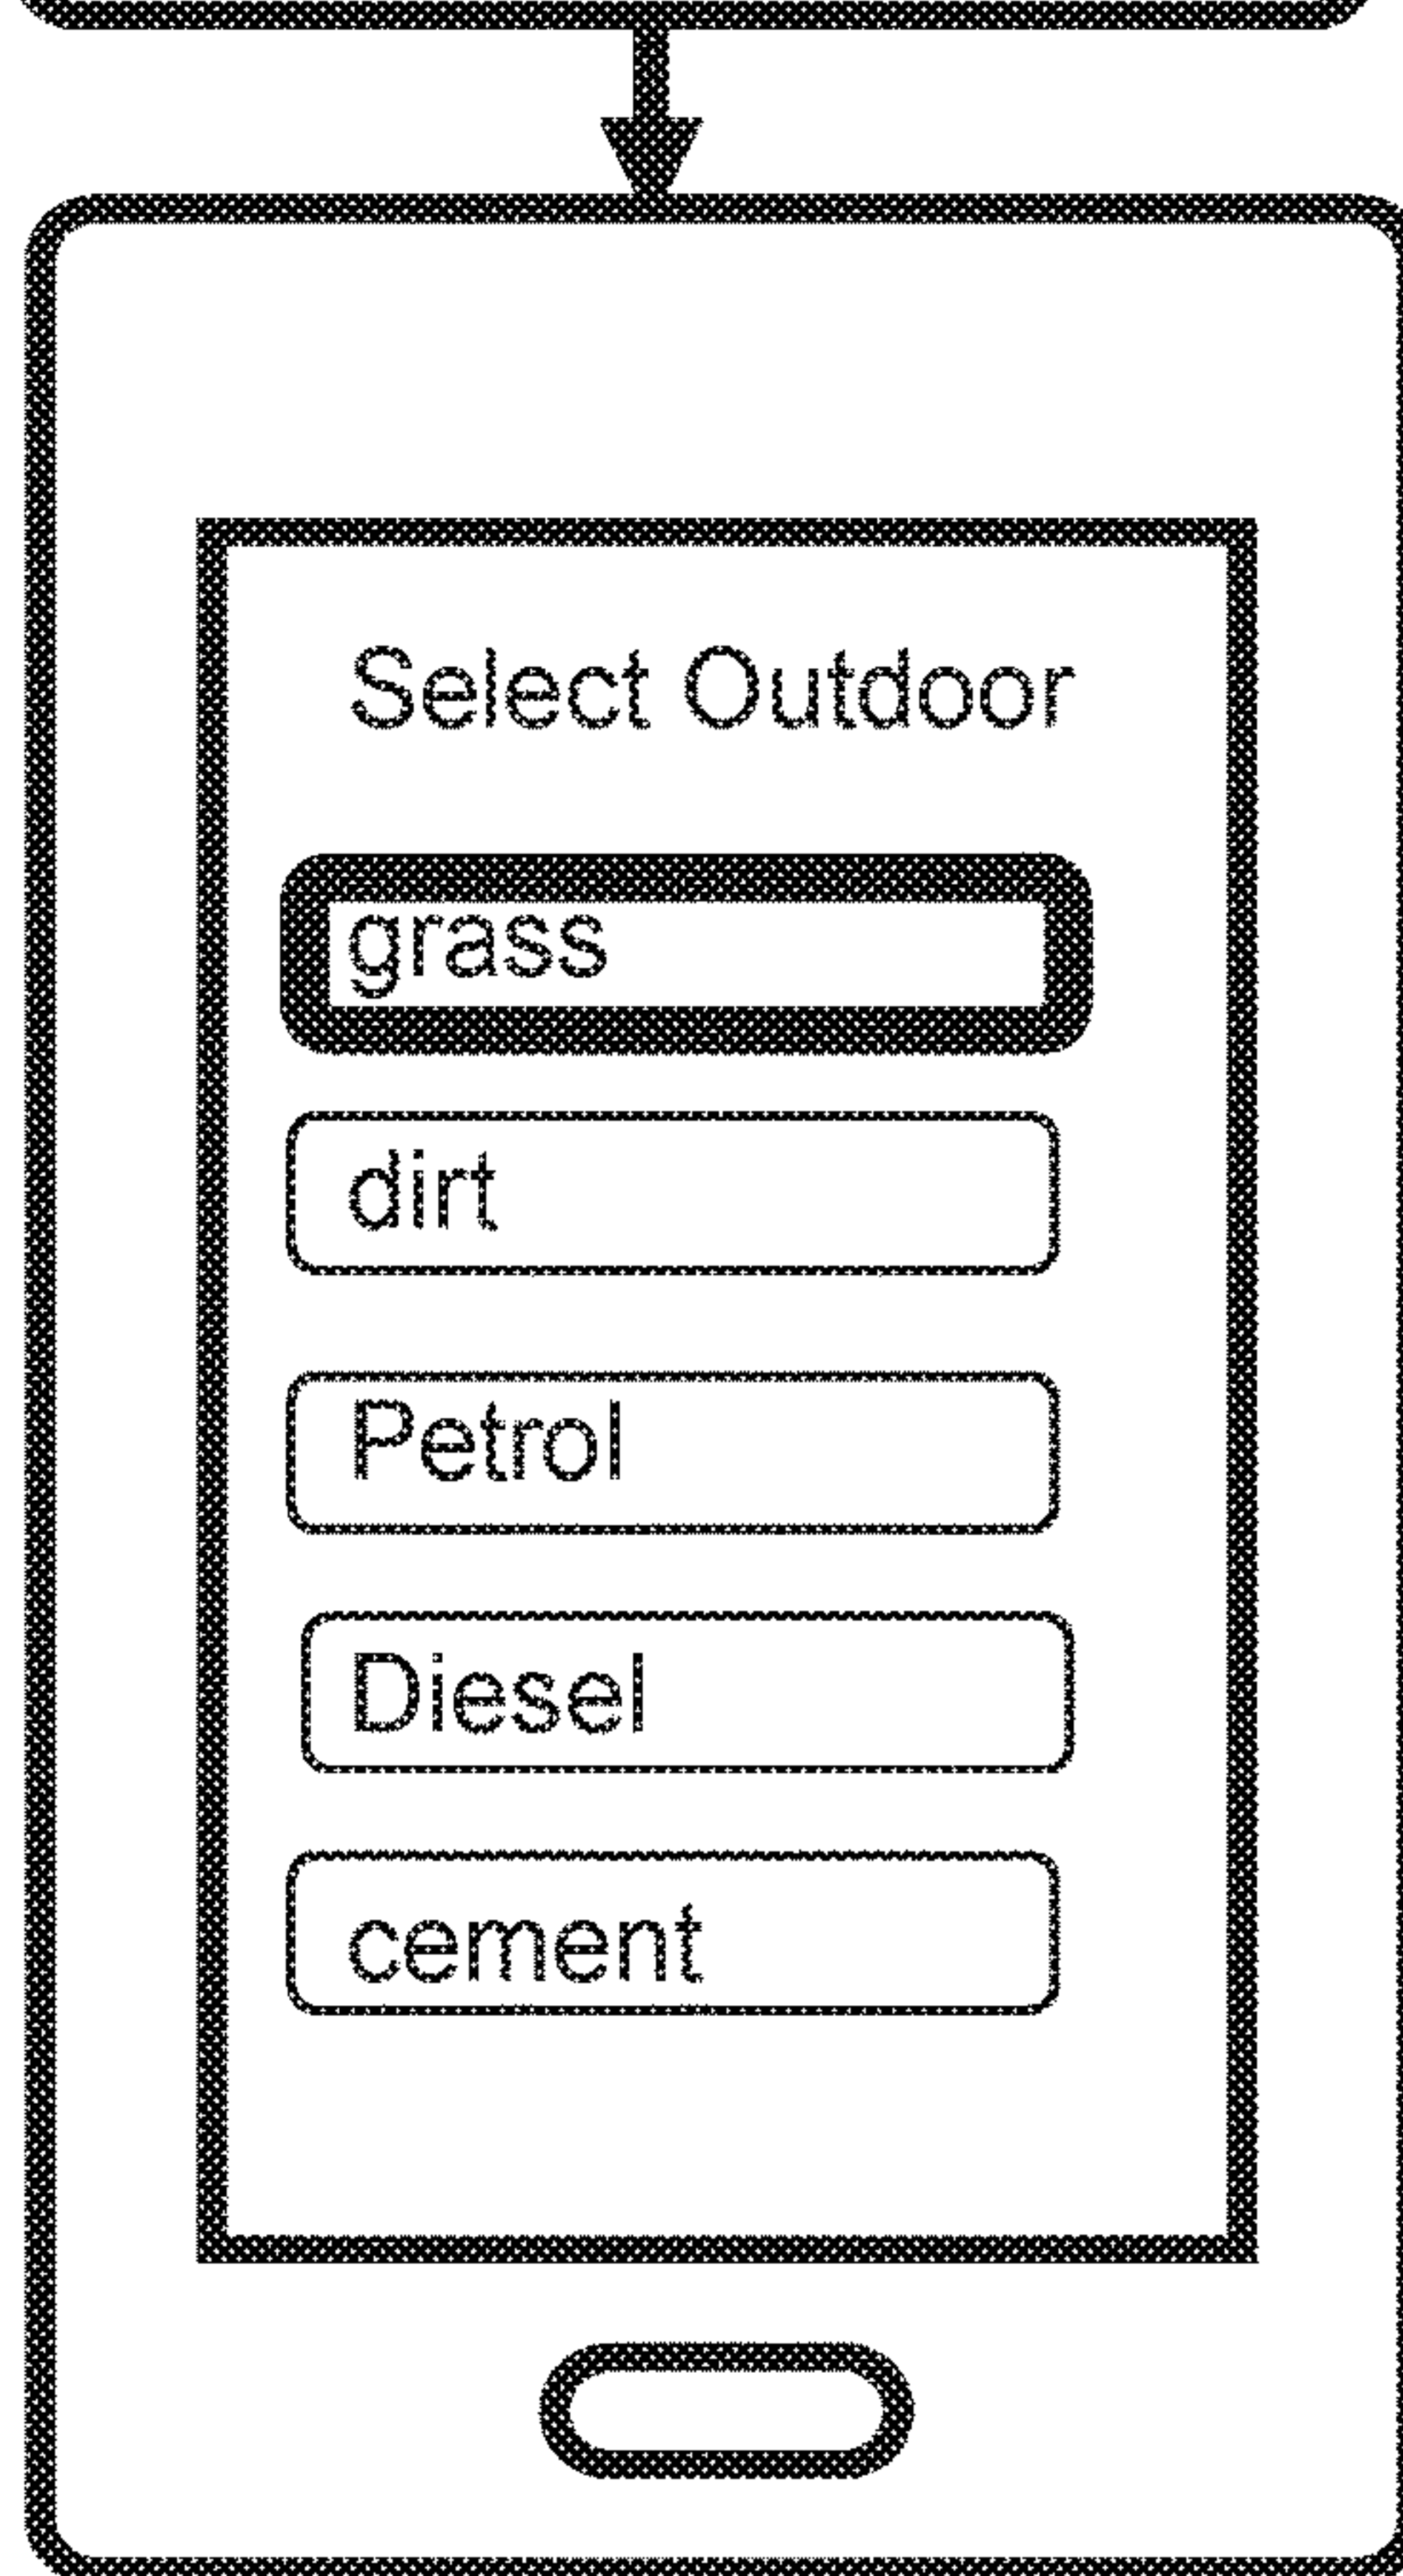 Select Outdoor
grass
dirt
Petrol
Diesel
cement